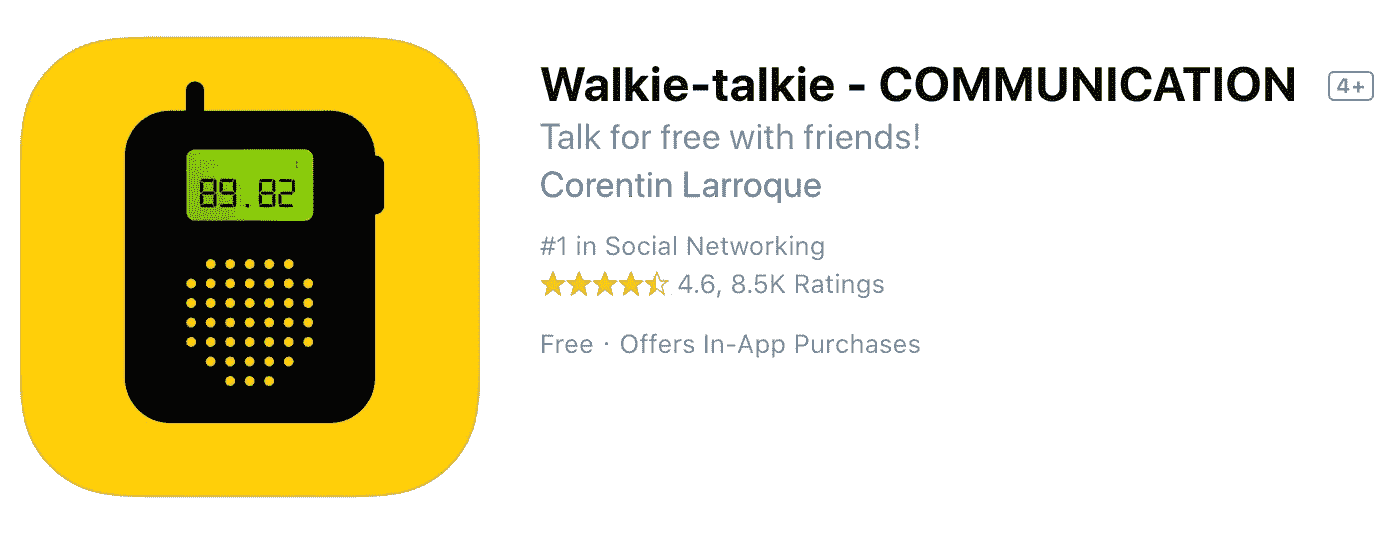 89.82
Walkie-talkie - COMMUNICATION 4+
Talk for free with friends!
Corentin Larroque
#1 in Social Networking
4.6, 8.5K Ratings
Free · Offers In-App Purchases